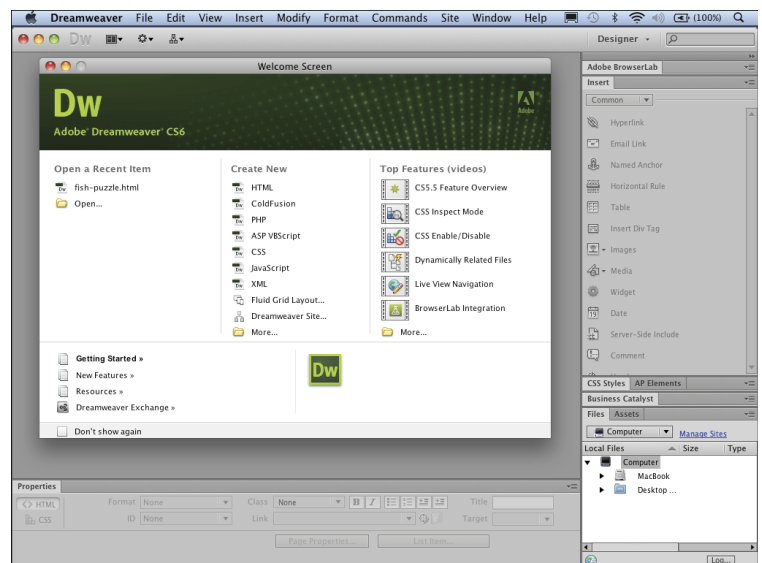 Dreamweaver File Edit View Insert Modify Format Commands Site Window Help (100%)
Dw Designer
Welcome Screen
Dw
Adobe® Dreamweaver® CS6
Adobe
Open a Recent Item
fish-puzzle.html
Open...
Create New
HTML
ColdFusion
PHP
ASP VBScript
CSS
JavaScript
XML
Fluid Grid Layout...
Dreamweaver Site...
More...
Top Features (videos)
CS5.5 Feature Overview
CSS Inspect Mode
CSS Enable/Disable
Dynamically Related Files
Live View Navigation
BrowserLab Integration
More...
Getting Started »
New Features »
Resources »
Dreamweaver Exchange »
Dw
Don't show again
Adobe BrowserLab
Insert
Common
Hyperlink
Email Link
Named Anchor
Horizontal Rule
Table
Insert Div Tag
Images
Media
Widget
Date
Server-Side Include
Comment
CSS Styles AP Elements
Business Catalyst
Files Assets
Computer Manage Sites
Local Files Size Type
Computer
MacBook
Desktop ...
Log...
Properties
<> HTML Format None Class None B I Title
CSS ID None Link Target
Page Properties... List Item...